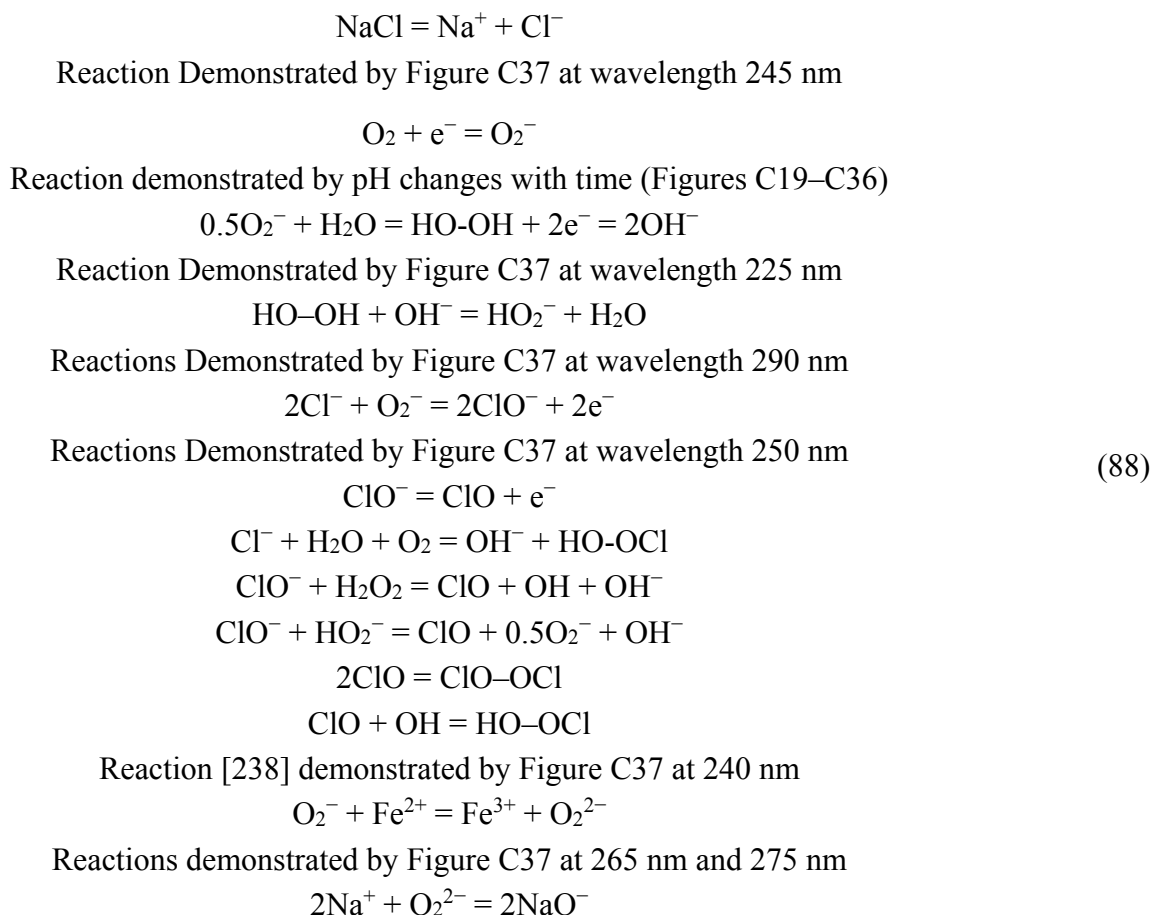 NaCl = Na⁺ + Cl⁻
Reaction Demonstrated by Figure C37 at wavelength 245 nm
O₂ + e⁻ = O₂⁻
Reaction demonstrated by pH changes with time (Figures C19–C36)
0.5O₂⁻ + H₂O = HO-OH + 2e⁻ = 2OH⁻
Reaction Demonstrated by Figure C37 at wavelength 225 nm
HO–OH + OH⁻ = HO₂⁻ + H₂O
Reactions Demonstrated by Figure C37 at wavelength 290 nm
2Cl⁻ + O₂⁻ = 2ClO⁻ + 2e⁻
Reactions Demonstrated by Figure C37 at wavelength 250 nm
(88)
ClO⁻ = ClO + e⁻
Cl⁻ + H₂O + O₂ = OH⁻ + HO-OCl
ClO⁻ + H₂O₂ = ClO + OH + OH⁻
ClO⁻ + HO₂⁻ = ClO + 0.5O₂⁻ + OH⁻
2ClO = ClO–OCl
ClO + OH = HO–OCl
Reaction [238] demonstrated by Figure C37 at 240 nm
O₂⁻ + Fe²⁺ = Fe³⁺ + O₂²⁻
Reactions demonstrated by Figure C37 at 265 nm and 275 nm
2Na⁺ + O₂²⁻ = 2NaO⁻